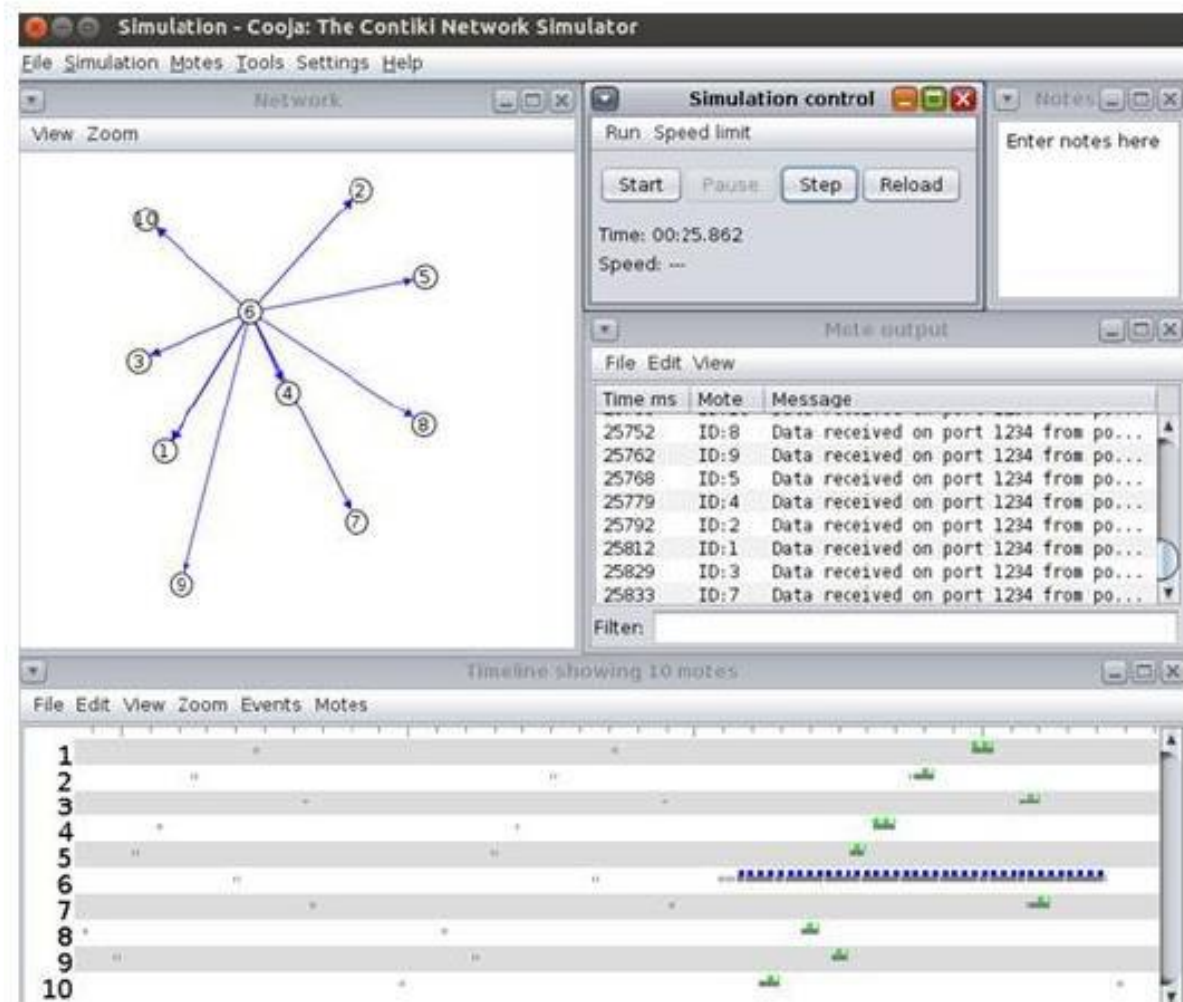 Simulation - Cooja: The Contiki Network Simulator
File Simulation Motes Tools Settings Help
Network
View Zoom
10
2
5
6
3
4
8
1
7
9
Simulation control
Run Speed limit
Start Pause Step Reload
Time: 00:25.862
Speed: ---
Notes
Enter notes here
Mote output
File Edit View
Time ms Mote Message
25752 ID:8 Data received on port 1234 from po...
25762 ID:9 Data received on port 1234 from po...
25768 ID:5 Data received on port 1234 from po...
25779 ID:4 Data received on port 1234 from po...
25792 ID:2 Data received on port 1234 from po...
25812 ID:1 Data received on port 1234 from po...
25829 ID:3 Data received on port 1234 from po...
25833 ID:7 Data received on port 1234 from po...
Filter:
Timeline showing 10 motes
File Edit View Zoom Events Motes
1
2
3
4
5
6
7
8
9
10